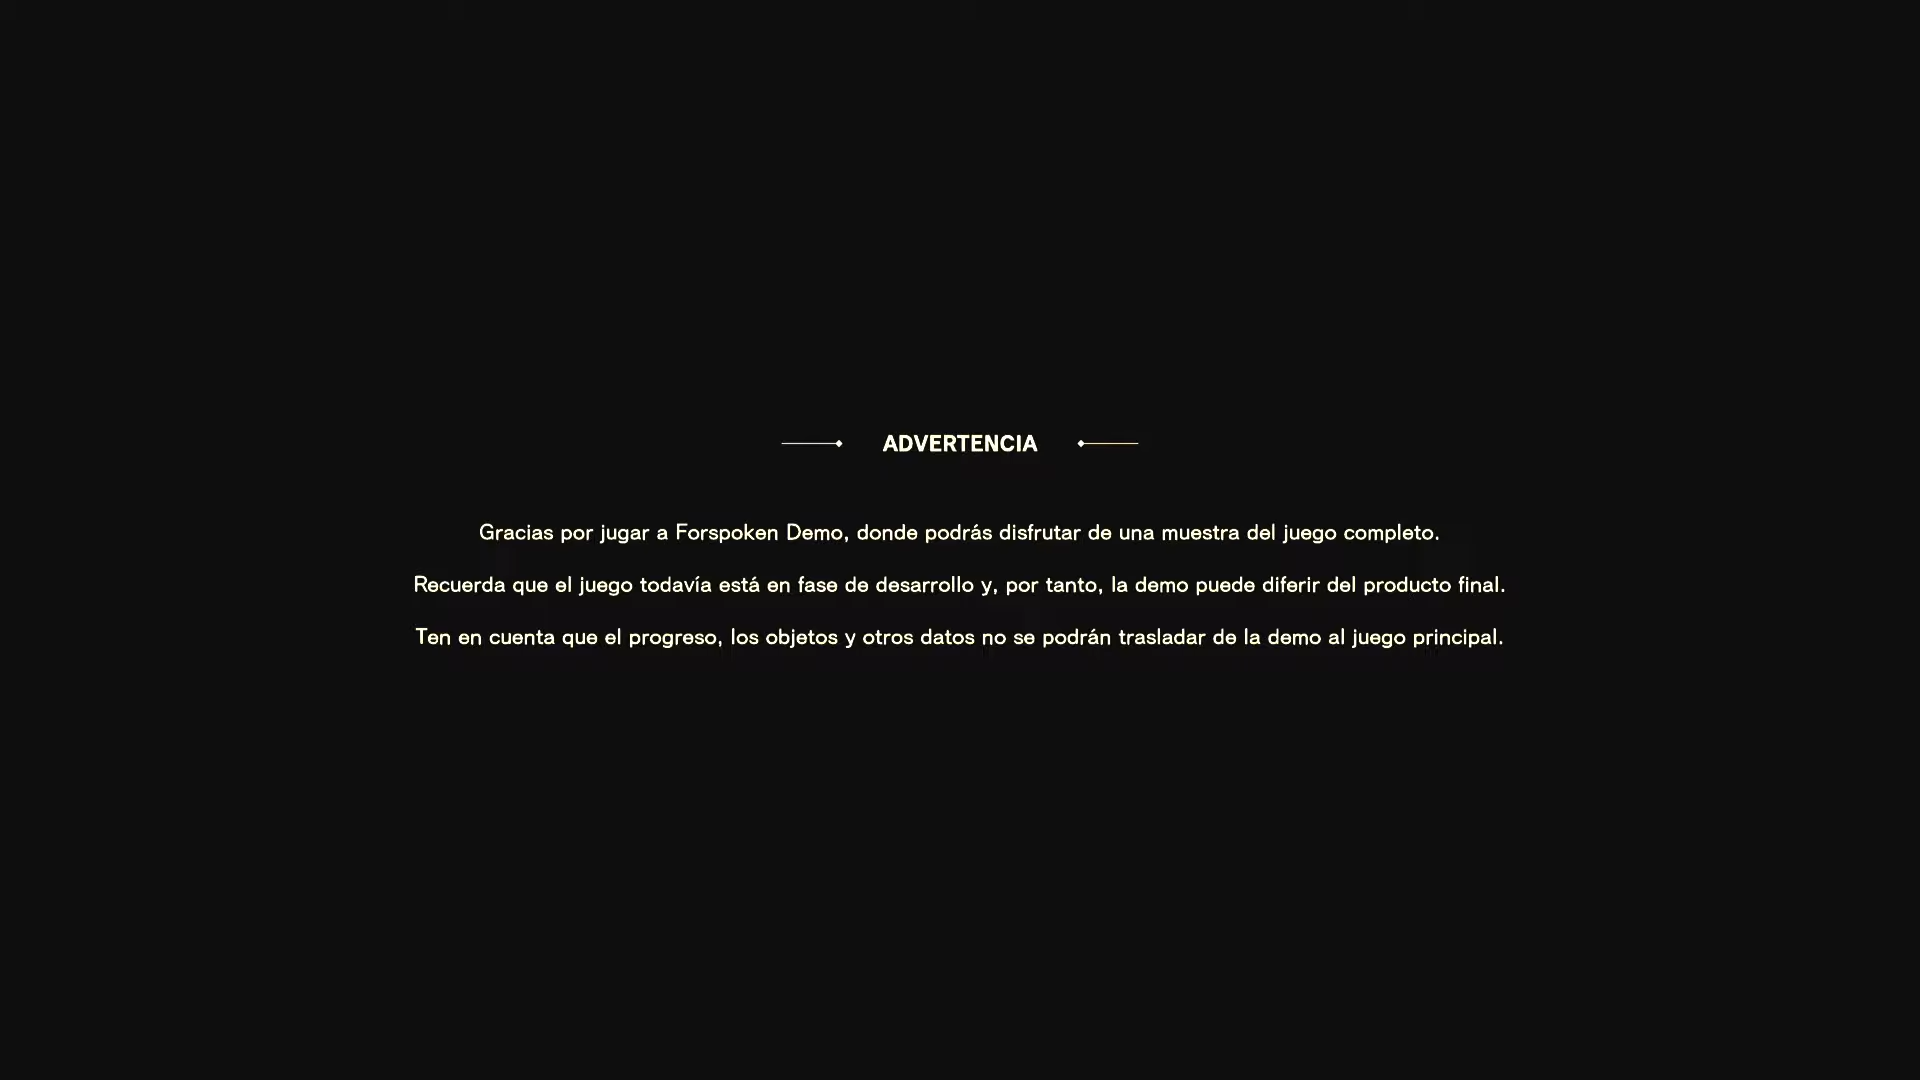 ADVERTENCIA
Gracias por jugar a Forspoken Demo, donde podrás disfrutar de una muestra del juego completo.
Recuerda que el juego todavía está en fase de desarrollo y, por tanto, la demo puede diferir del producto final.
Ten en cuenta que el progreso, los objetos y otros datos no se podrán trasladar de la demo al juego principal.